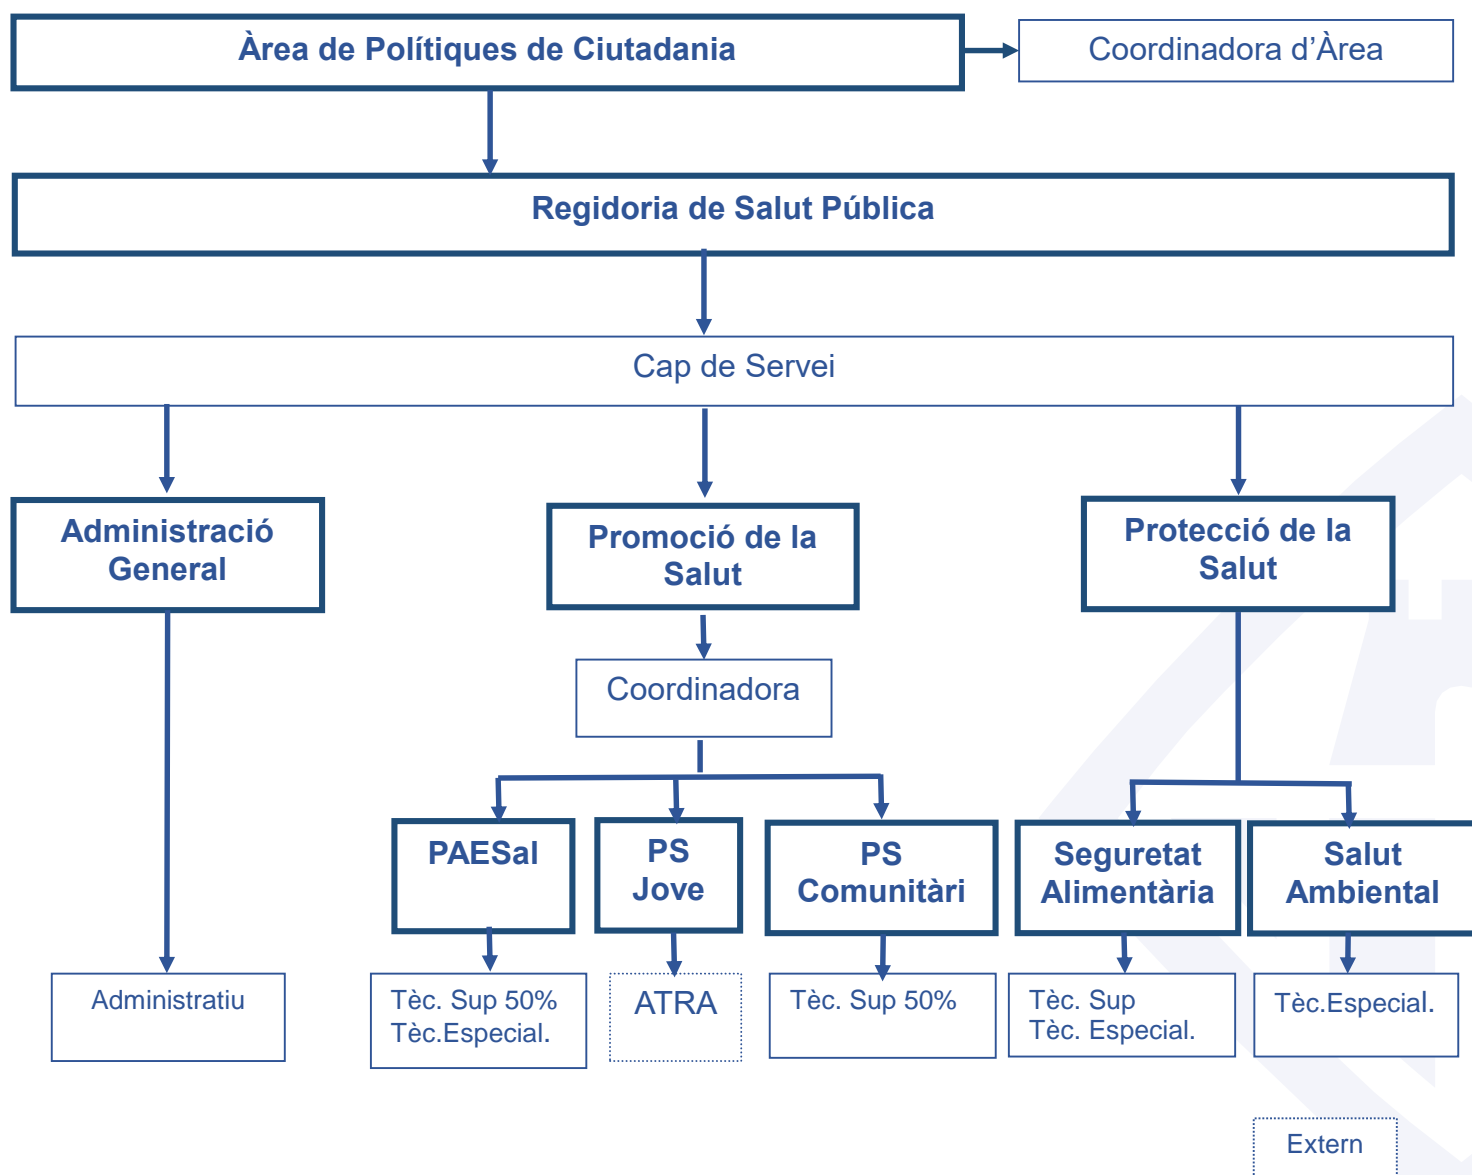 Àrea de Polítiques de Ciutadania
Coordinadora d’Àrea
Regidoria de Salut Pública
Cap de Servei
Administració
General
Promoció de la
Salut
Protecció de la
Salut
Coordinadora
PAESal
PS
Jove
PS
Comunitàri
Seguretat
Alimentària
Salut
Ambiental
Administratiu
Tèc. Sup 50%
Tèc.Especial.
ATRA
Tèc. Sup 50%
Tèc. Sup
Tèc. Especial.
Tèc.Especial.
Extern